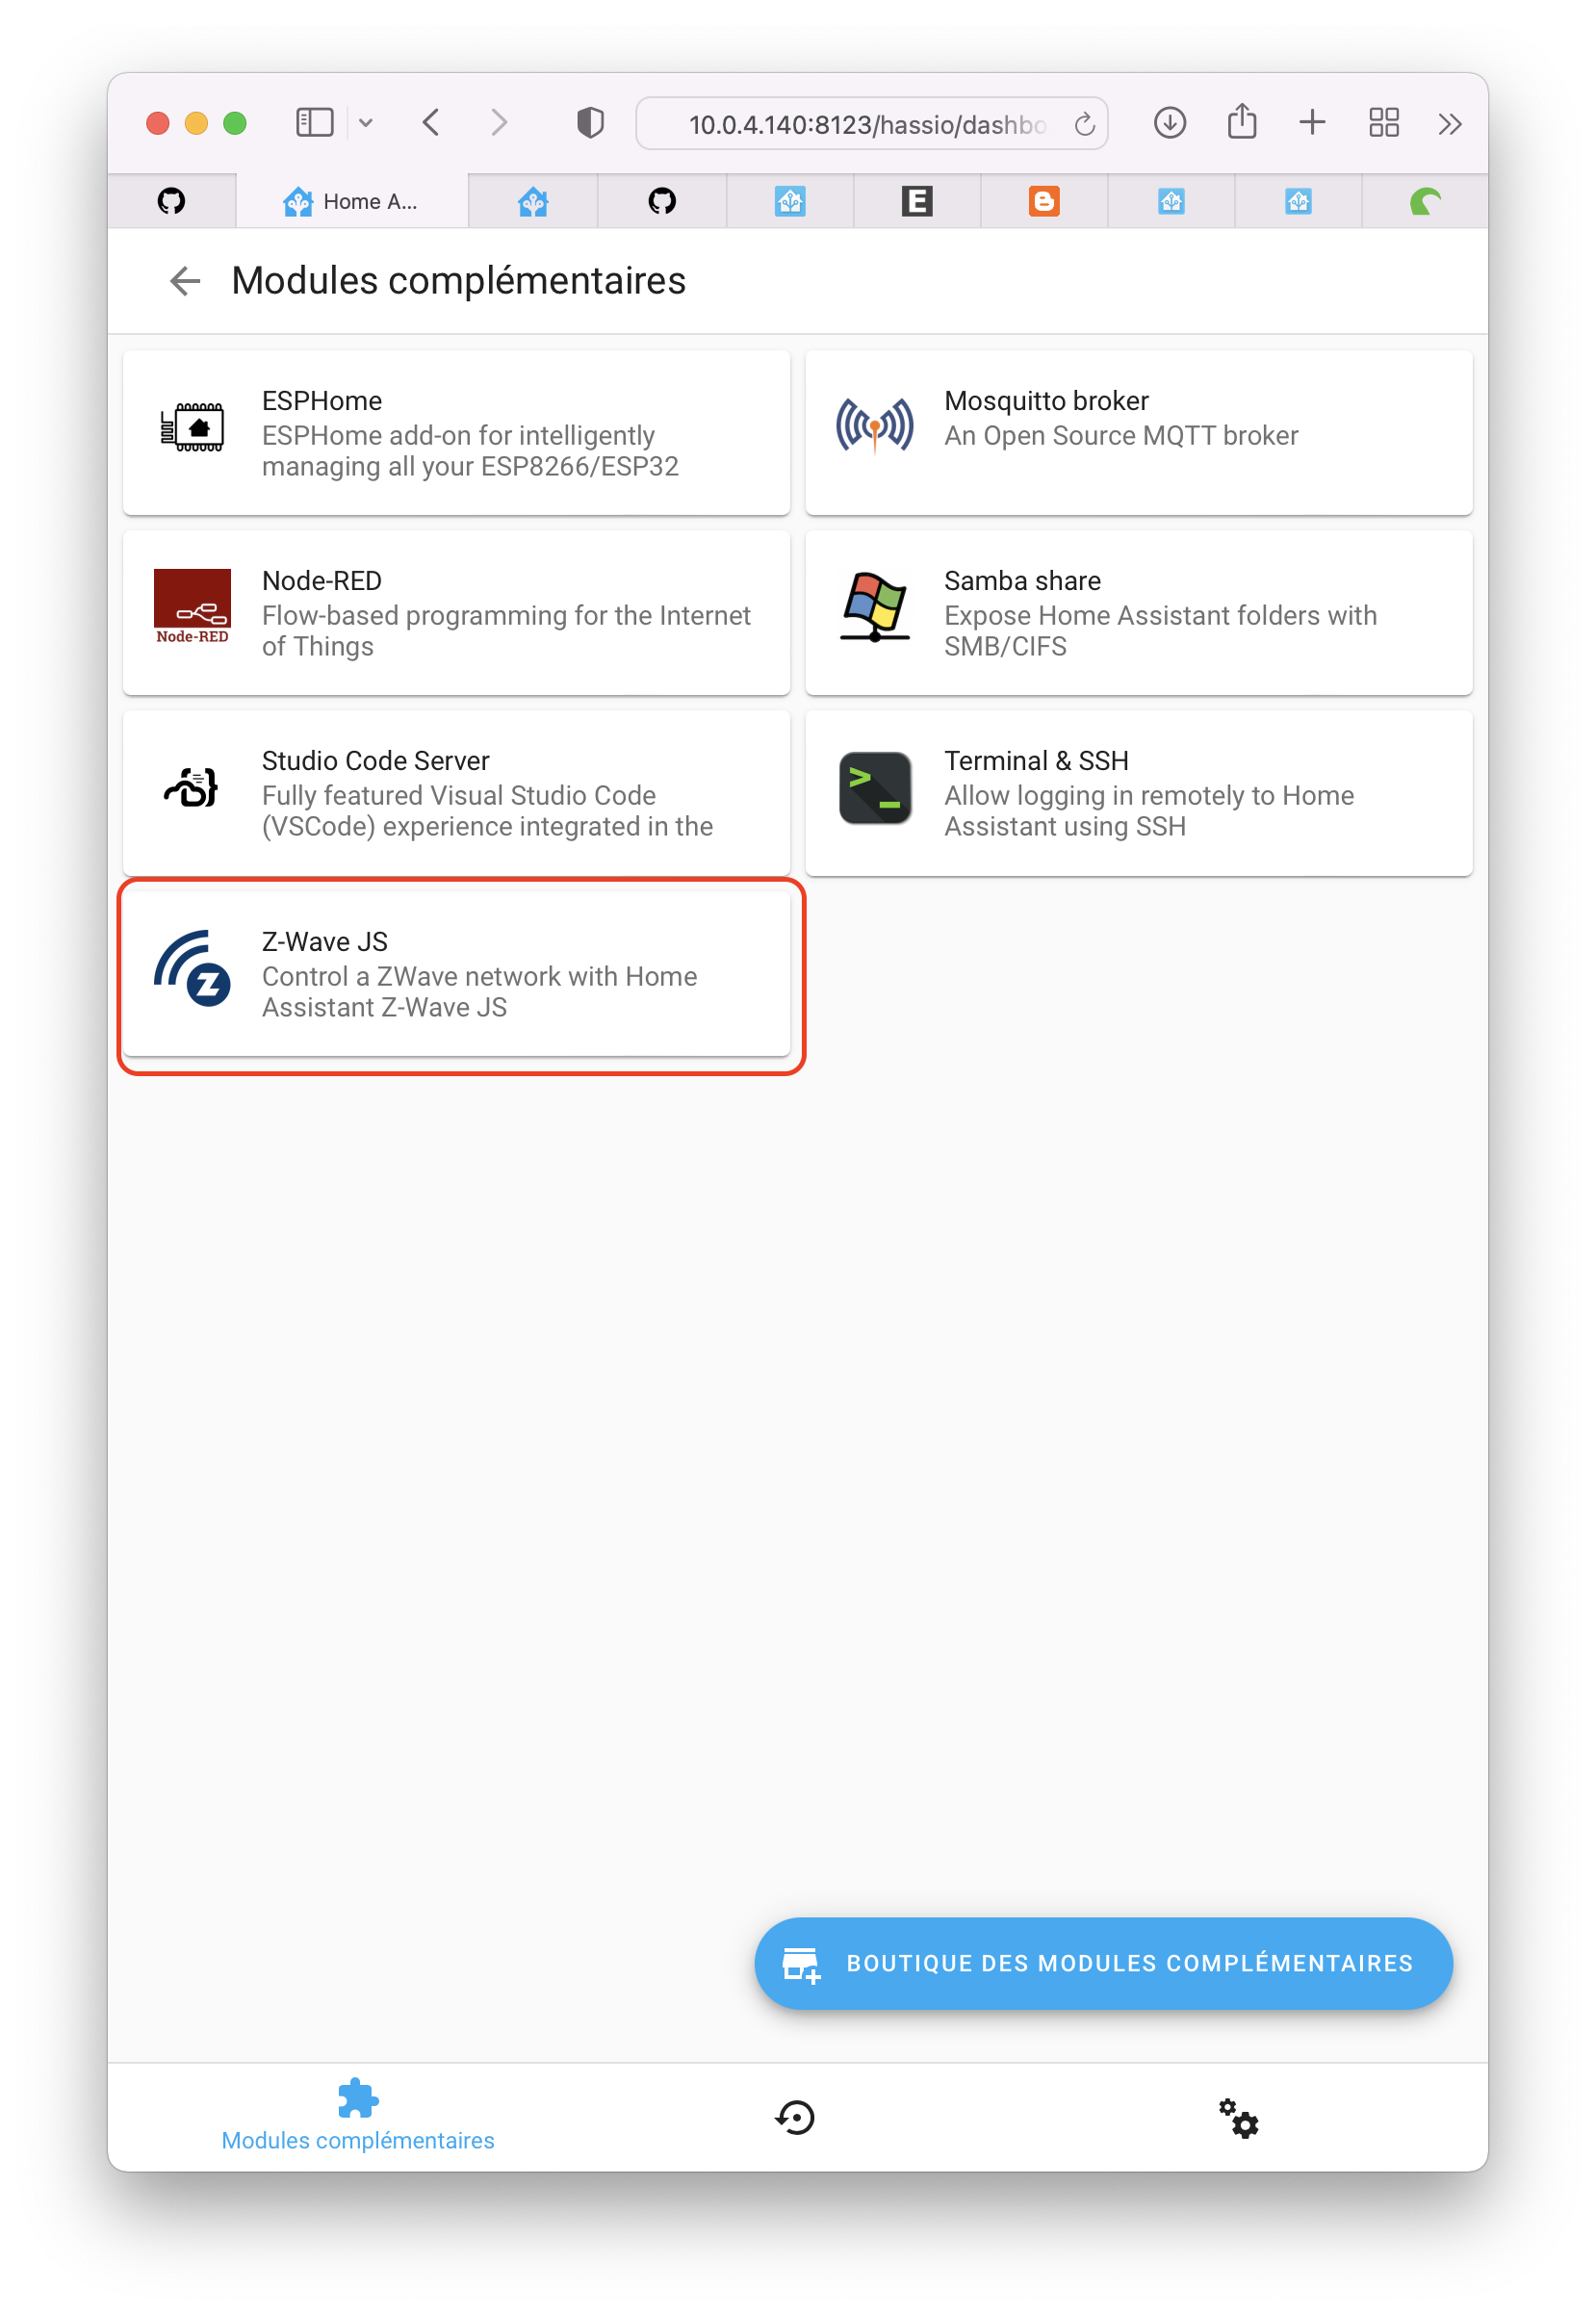 10.0.4.140:8123/hassio/dashbo
Home A...
Modules complémentaires
ESPHome
ESPHome add-on for intelligently
managing all your ESP8266/ESP32
Mosquitto broker
An Open Source MQTT broker
Node-RED
Node-RED
Flow-based programming for the Internet
of Things
Samba share
Expose Home Assistant folders with
SMB/CIFS
Studio Code Server
Fully featured Visual Studio Code
(VSCode) experience integrated in the
Terminal & SSH
Allow logging in remotely to Home
Assistant using SSH
Z-Wave JS
Control a ZWave network with Home
Assistant Z-Wave JS
BOUTIQUE DES MODULES COMPLÉMENTAIRES
Modules complémentaires